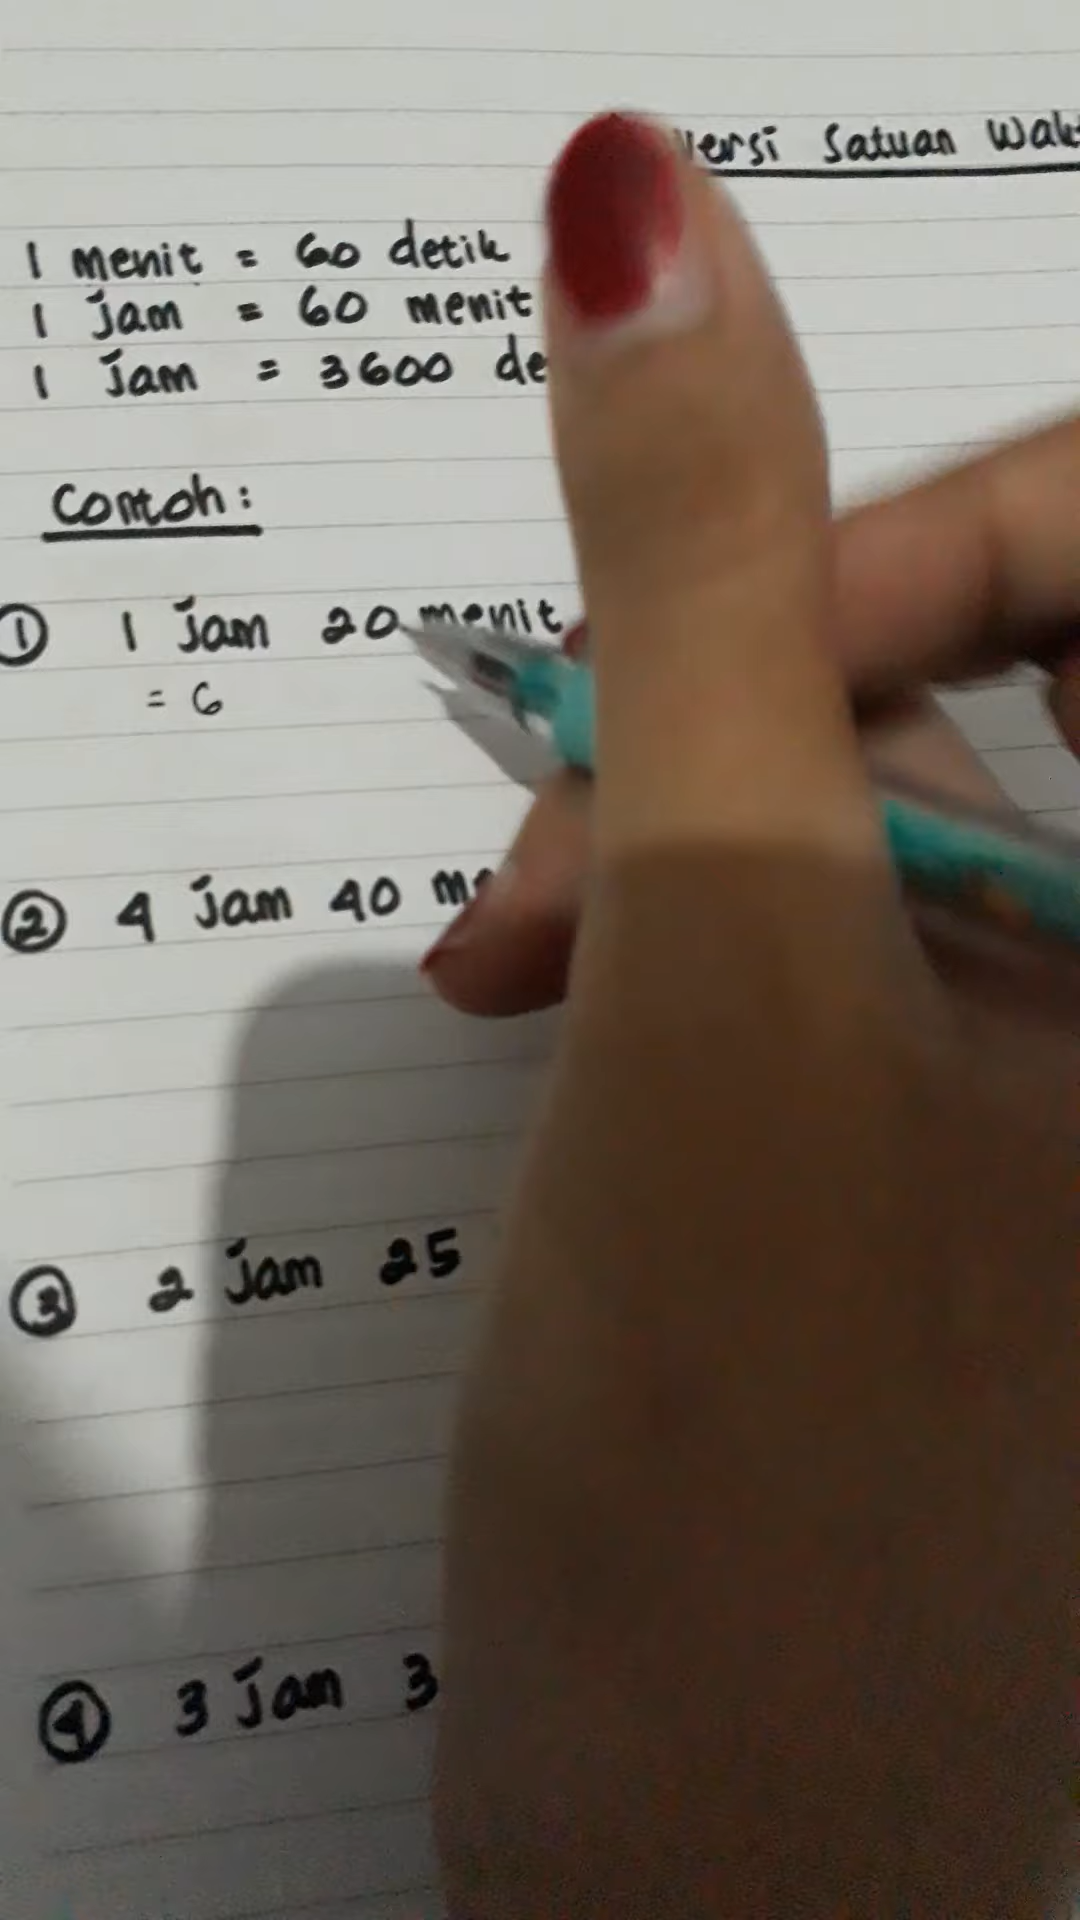 Satuan
1 menit = 60 detik
1 jam = 60 menit
1 Jam = 3600
Contoh:
① 1 jam 20 menit
= 6
② 4 jam 40
③ 2 jam 25
④ 3 jam 3